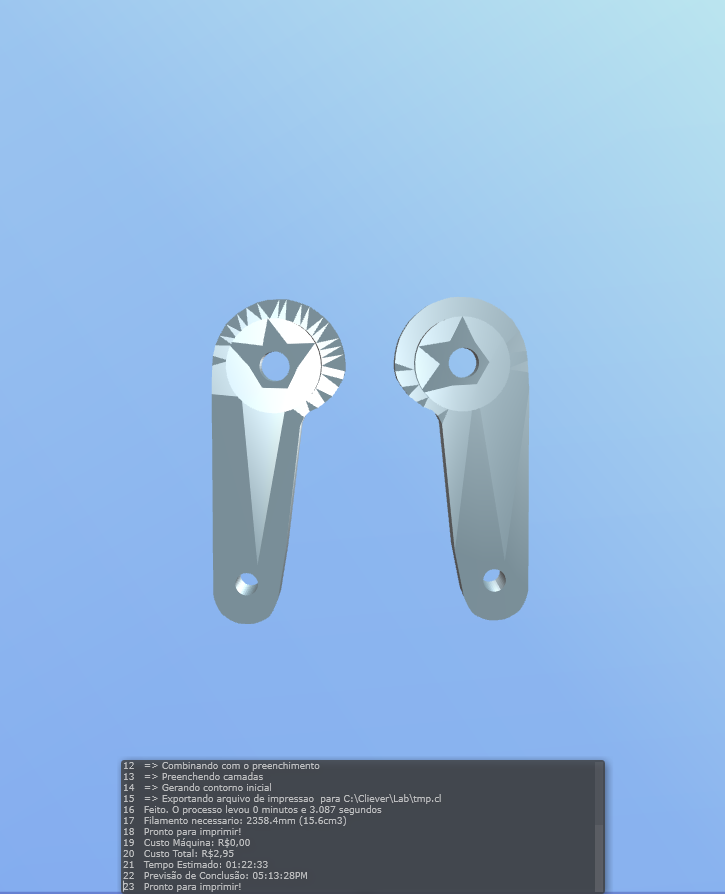 12 => Combinando com o preenchimento
13 => Preenchendo camadas
14 => Gerando contorno inicial
15 => Exportando arquivo de impressao  para C:\Cliever\Lab\tmp.cl
16 Feito. O processo levou 0 minutos e 3.087 segundos
17 Filamento necessario: 2358.4mm (15.6cm3)
18 Pronto para imprimir!
19 Custo Máquina: R$0,00
20 Custo Total: R$2,95
21 Tempo Estimado: 01:22:33
22 Previsão de Conclusão: 05:13:28PM
23 Pronto para imprimir!